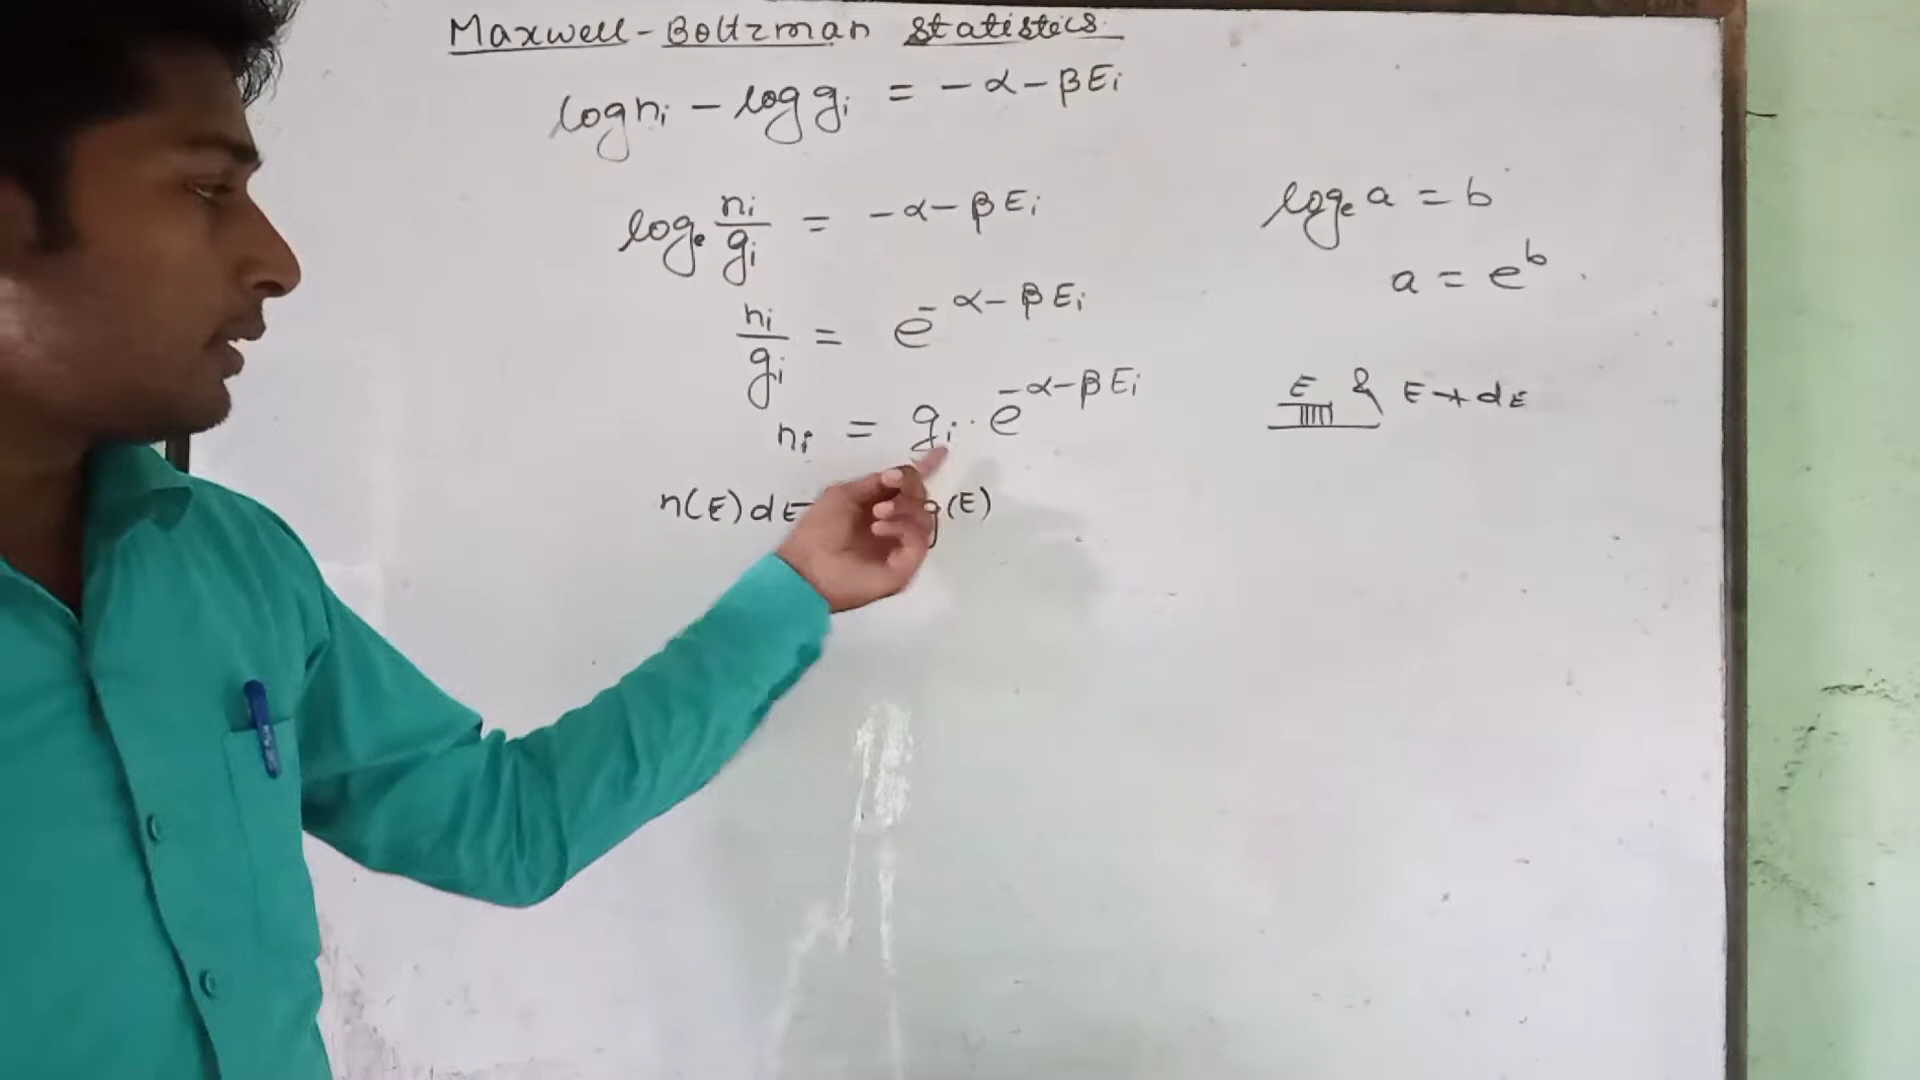 Maxwell-Boltzman Statistics
log nᵢ - log gᵢ = -α-βEᵢ
logₑ nᵢ/gᵢ = -α-βEᵢ
nᵢ/gᵢ = e^(-α-βEᵢ)
nᵢ = gᵢ · e^(-α-βEᵢ)
n(E)dE g(E)
logₑ a = b
a = e^b
E & E+dE